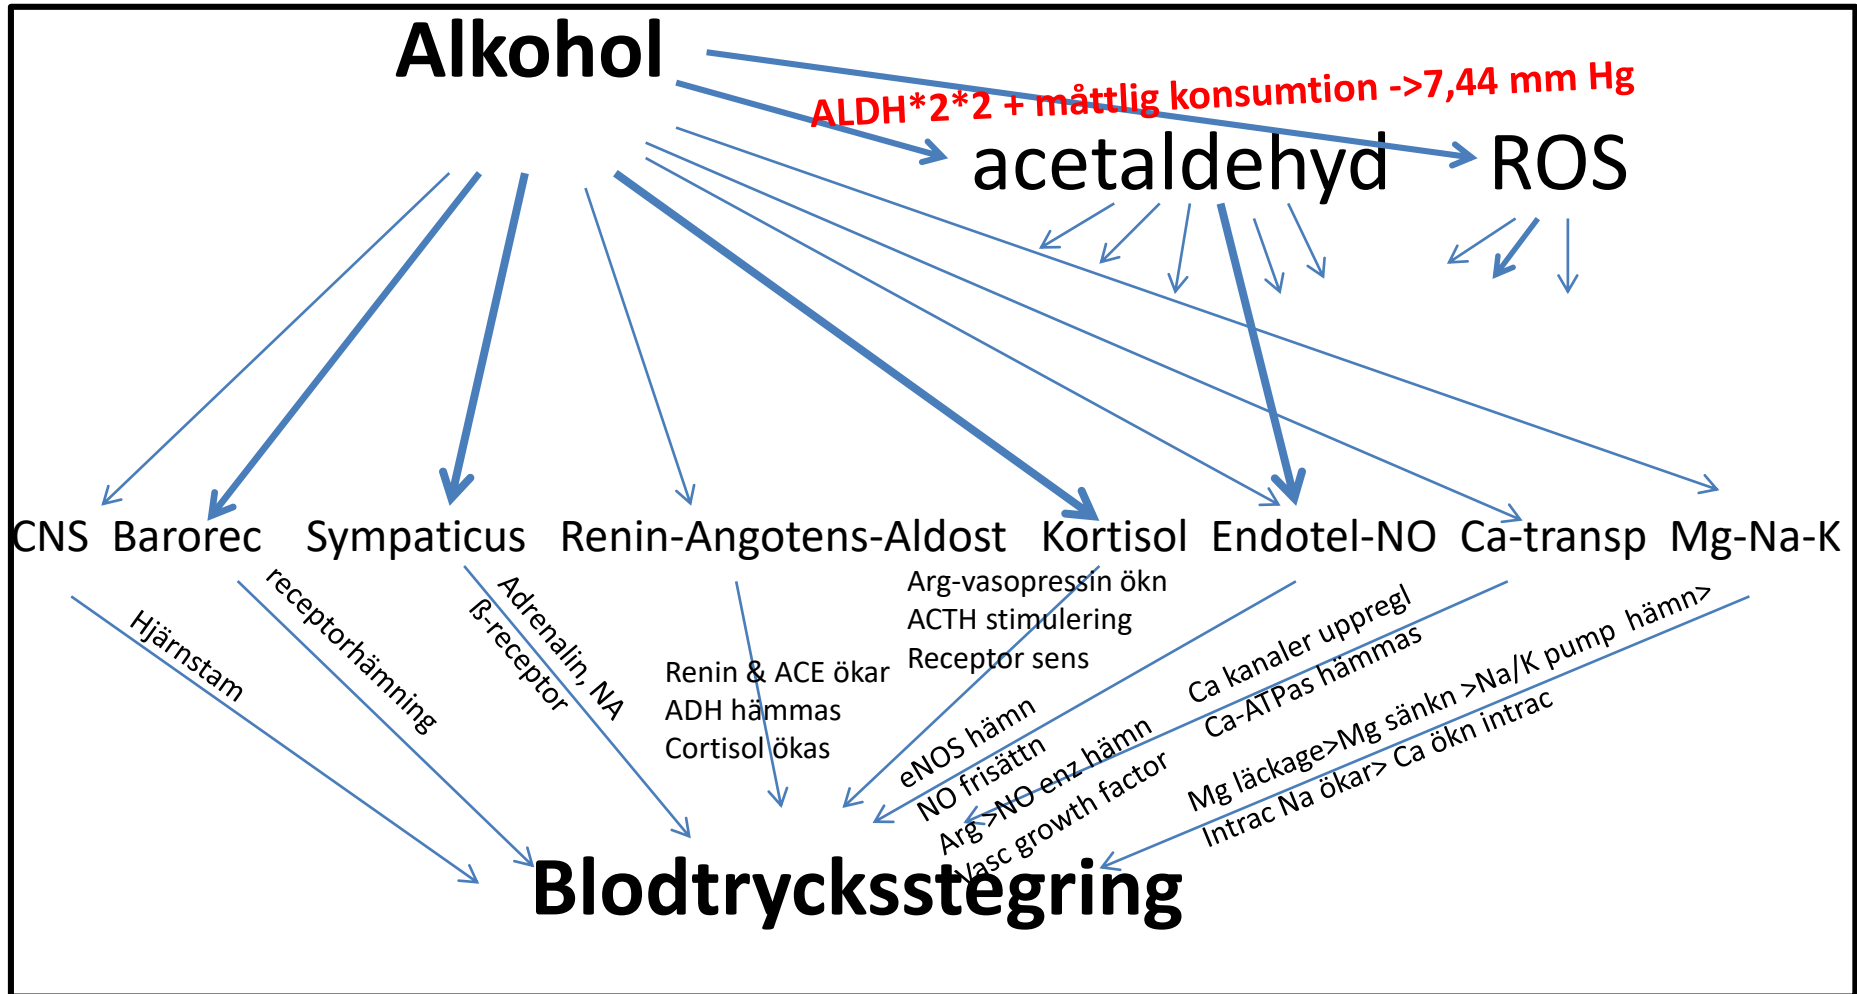 Alkohol
ALDH*2*2 + måttlig konsumtion ->7,44 mm Hg
acetaldehyd
ROS
CNS Barorec Sympaticus Renin-Angotens-Aldost Kortisol Endotel-NO Ca-transp Mg-Na-K
Hjärnstam
receptorhämning
Adrenalin, NA
ß-receptor
Renin & ACE ökar
ADH hämmas
Cortisol ökas
Arg-vasopressin ökn
ACTH stimulering
Receptor sens
eNOS hämn
NO frisättn
Arg >NO enz hämn
Vasc growth factor
Ca kanaler uppregl
Ca-ATPas hämmas
Mg läckage>Mg sänkn >Na/K pump hämn>
Intrac Na ökar> Ca ökn intrac
Blodtrycksstegring